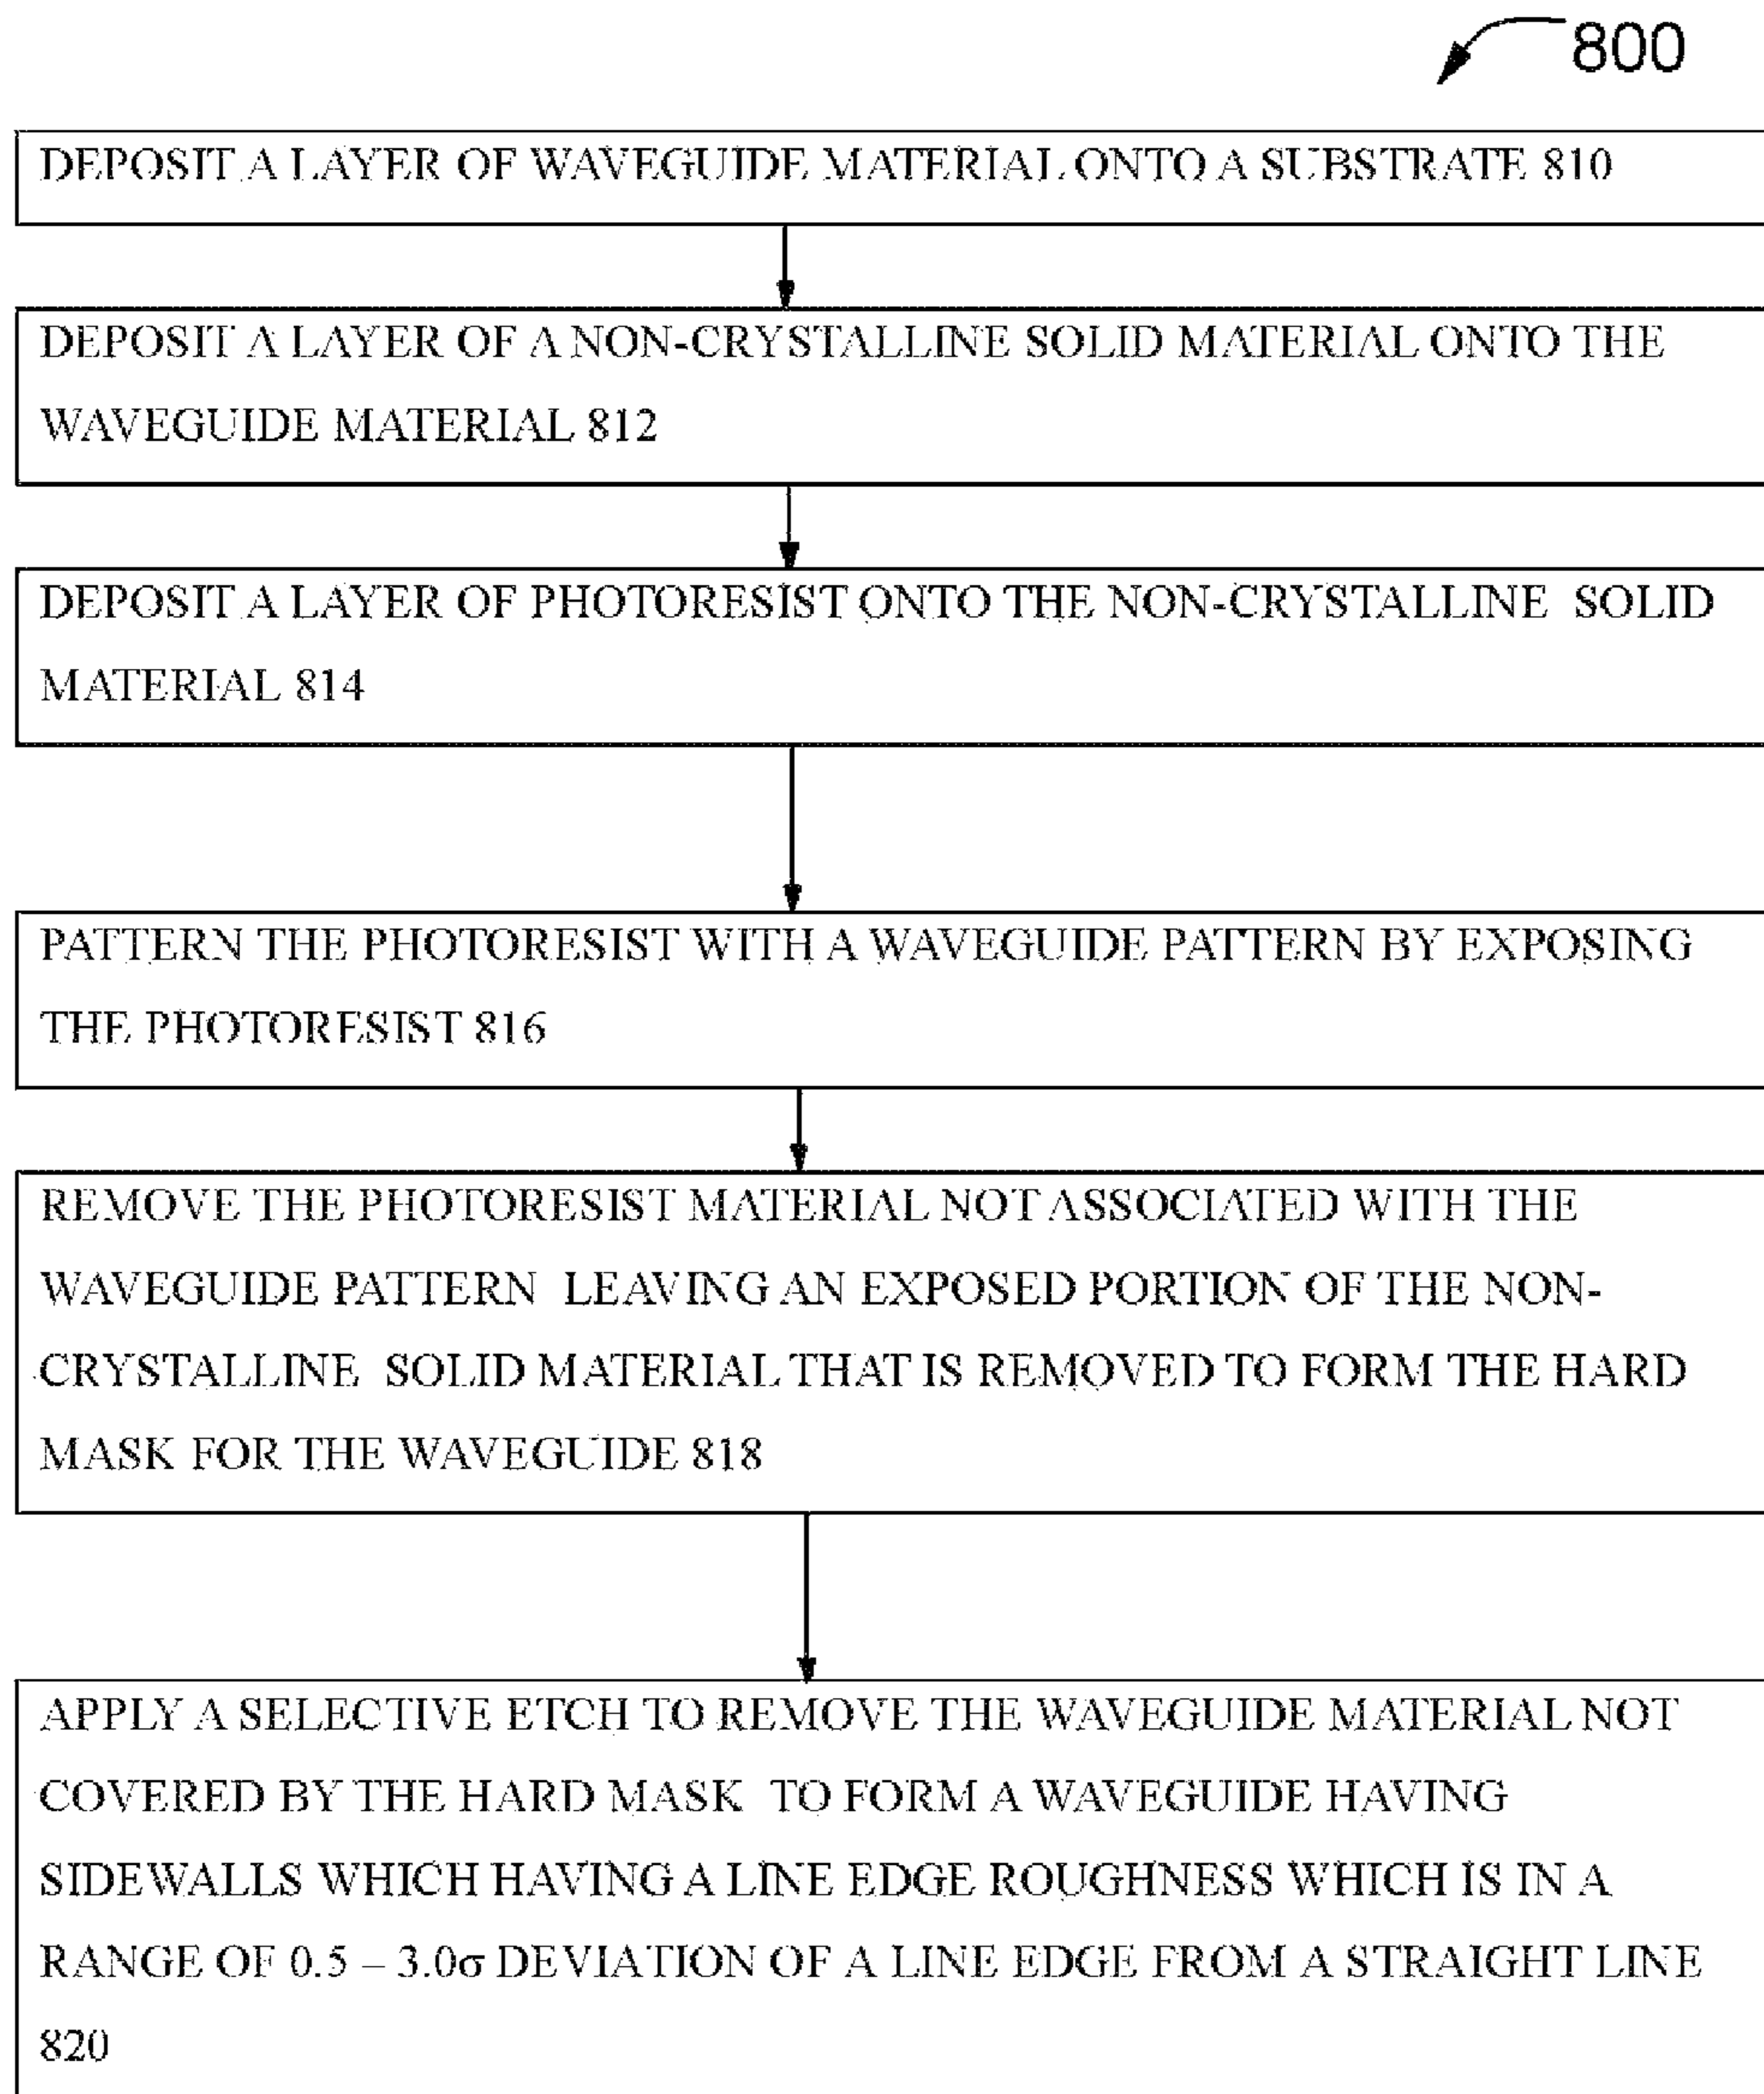 800
DEPOSIT A LAYER OF WAVEGUIDE MATERIAL ONTO A SUBSTRATE 810
DEPOSIT A LAYER OF A NON-CRYSTALLINE SOLID MATERIAL ONTO THE
WAVEGUIDE MATERIAL 812
DEPOSIT A LAYER OF PHOTORESIST ONTO THE NON-CRYSTALLINE SOLID
MATERIAL 814
PATTERN THE PHOTORESIST WITH A WAVEGUIDE PATTERN BY EXPOSING
THE PHOTORESIST 816
REMOVE THE PHOTORESIST MATERIAL NOT ASSOCIATED WITH THE
WAVEGUIDE PATTERN LEAVING AN EXPOSED PORTION OF THE NON-
CRYSTALLINE SOLID MATERIAL THAT IS REMOVED TO FORM THE HARD
MASK FOR THE WAVEGUIDE 818
APPLY A SELECTIVE ETCH TO REMOVE THE WAVEGUIDE MATERIAL NOT
COVERED BY THE HARD MASK TO FORM A WAVEGUIDE HAVING
SIDEWALLS WHICH HAVING A LINE EDGE ROUGHNESS WHICH IS IN A
RANGE OF 0.5 – 3.0σ DEVIATION OF A LINE EDGE FROM A STRAIGHT LINE
820